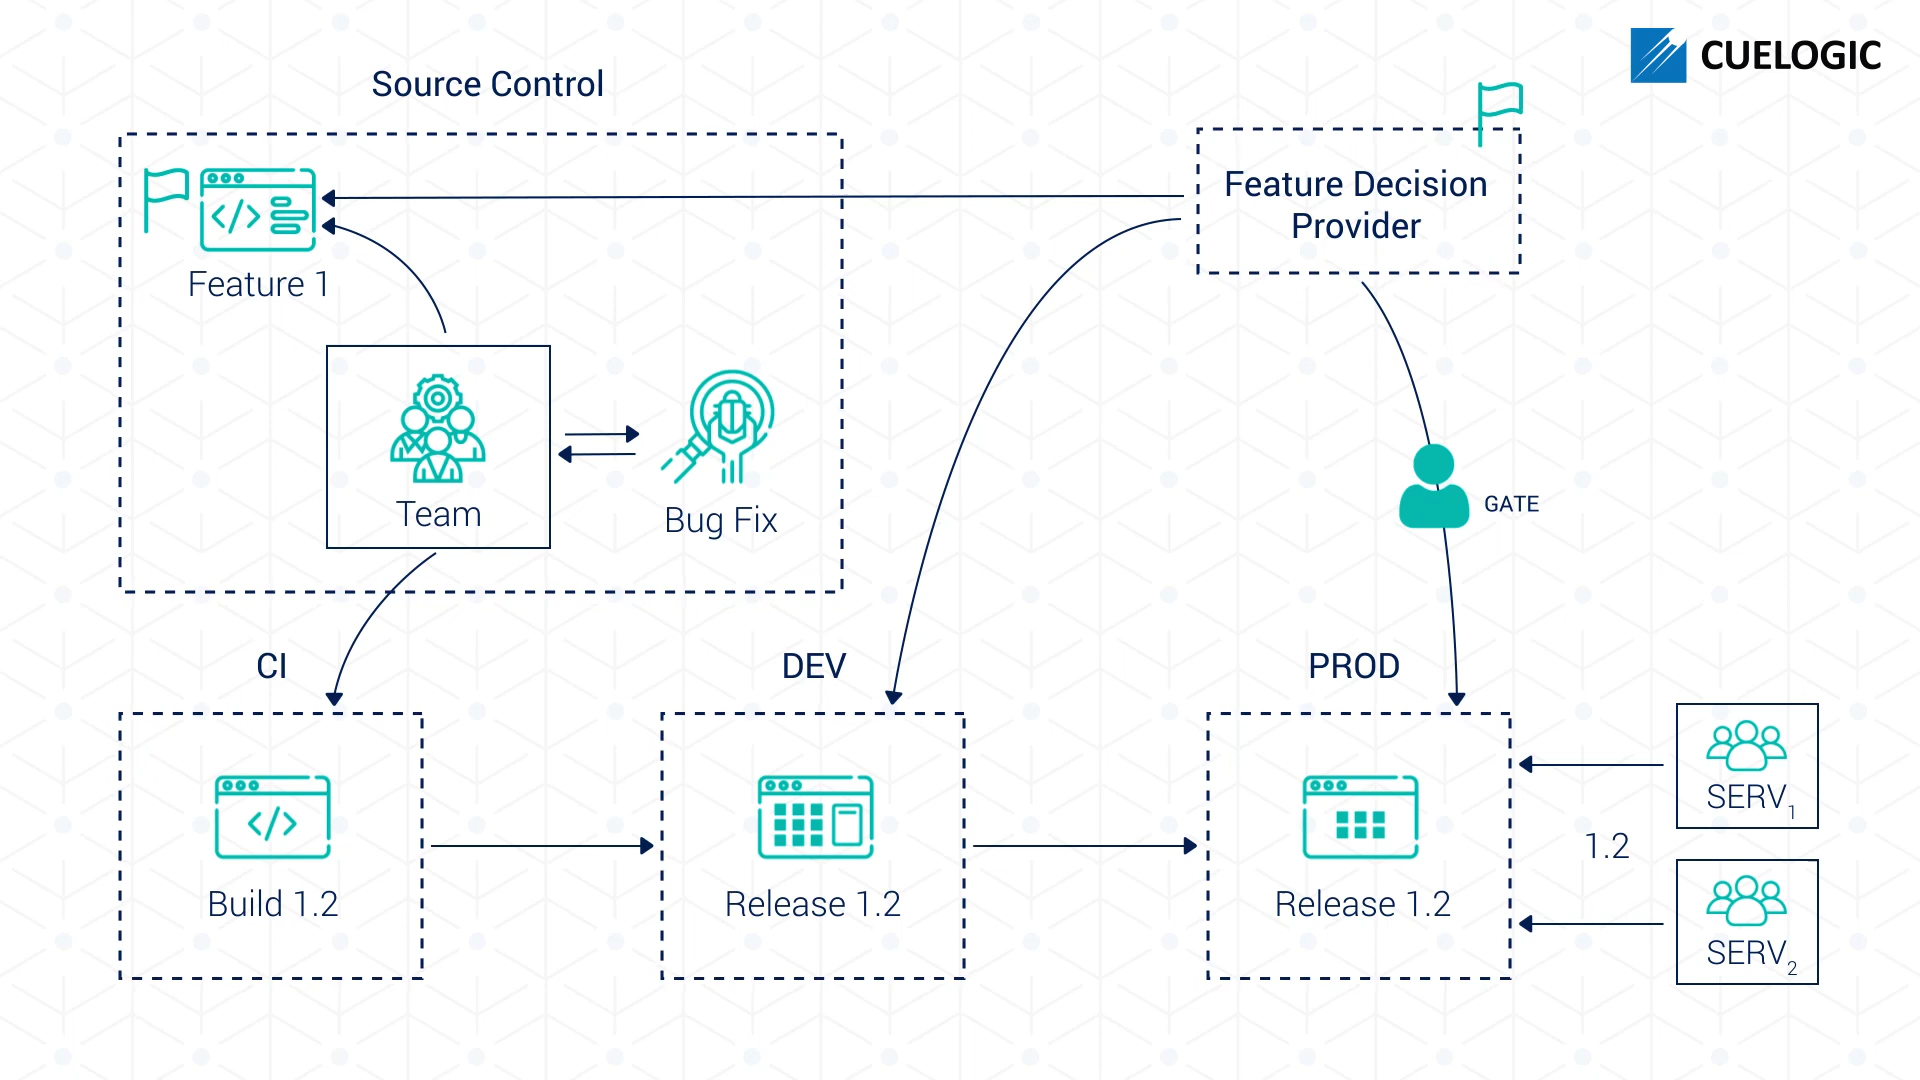 CUELOGIC
Source Control
Feature Decision
Provider
</>
Feature 1
Team
Bug Fix
GATE
CI
DEV
PROD
</>
Build 1.2
Release 1.2
Release 1.2
SERV1
1.2
SERV2